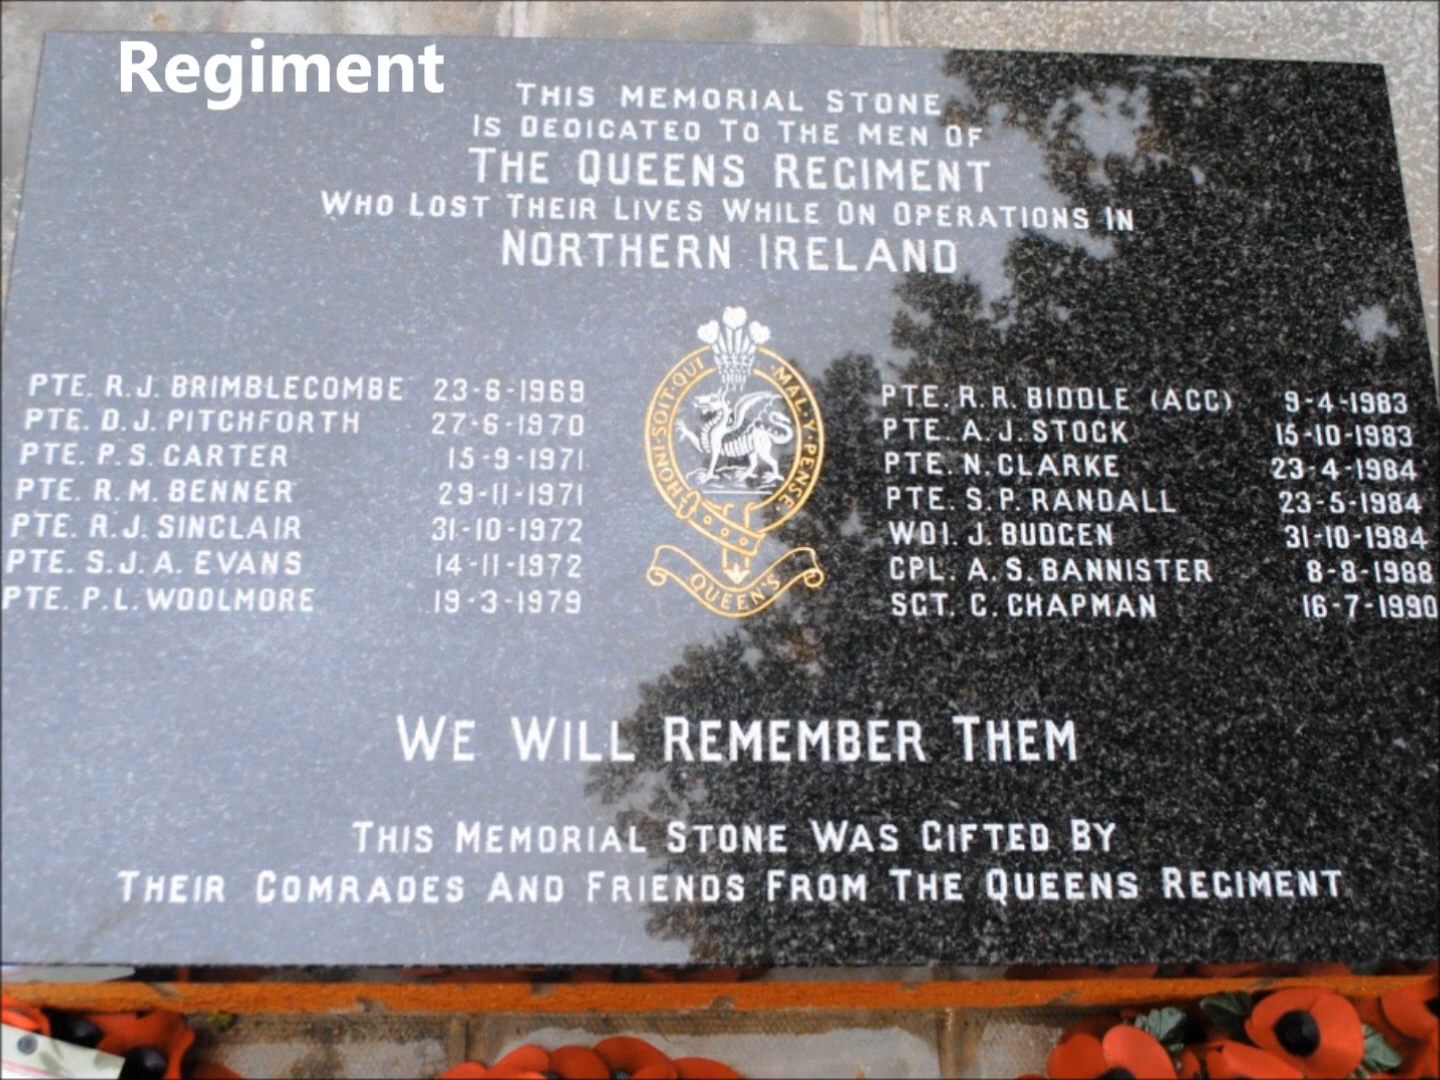 Regiment
THIS MEMORIAL STONE
IS DEDICATED TO THE MEN OF
THE QUEENS REGIMENT
WHO LOST THEIR LIVES WHILE ON OPERATIONS IN
NORTHERN IRELAND
PTE. R. J. BRIMBLECOMBE 23-6-1969
PTE. D. J. PITCHFORTH 27-6-1970
PTE. P. S. CARTER 15-9-1971
PTE. R. M. BENNER 29-11-1971
PTE. R. J. SINCLAIR 31-10-1972
PTE. S. J. A. EVANS 14-11-1972
PTE. P. L. WOOLMORE 19-3-1979
HONI·SOIT·QUI·MAL·Y·PENSE
QUEEN'S
PTE. R. R. BIDDLE (ACC) 9-4-1983
PTE. A. J. STOCK 15-10-1983
PTE. N. CLARKE 23-4-1984
PTE. S. P. RANDALL 23-5-1984
WO1. J. BUDGEN 31-10-1984
CPL. A. S. BANNISTER 8-8-1988
SGT. C. CHAPMAN 16-7-1990
WE WILL REMEMBER THEM
THIS MEMORIAL STONE WAS GIFTED BY
THEIR COMRADES AND FRIENDS FROM THE QUEENS REGIMENT